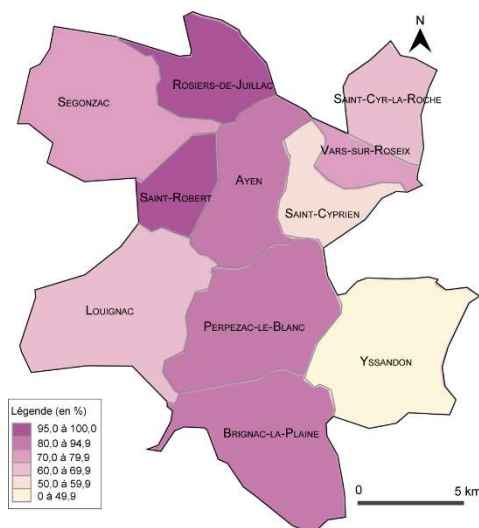 N
ROSIERS-DE-JUILLAC
SEGONZAC
SAINT-CYR-LA-ROCHE
VARS-SUR-ROSEIX
AYEN
SAINT-ROBERT
SAINT-CYPRIEN
LOUIGNAC
PERPEZAC-LE-BLANC
YSSANDON
BRIGNAC-LA-PLAINE
Légende (en %)
95,0 à 100,0
80,0 à 94,9
70,0 à 79,9
60,0 à 69,9
50,0 à 59,9
0 à 49,9
0 5 km